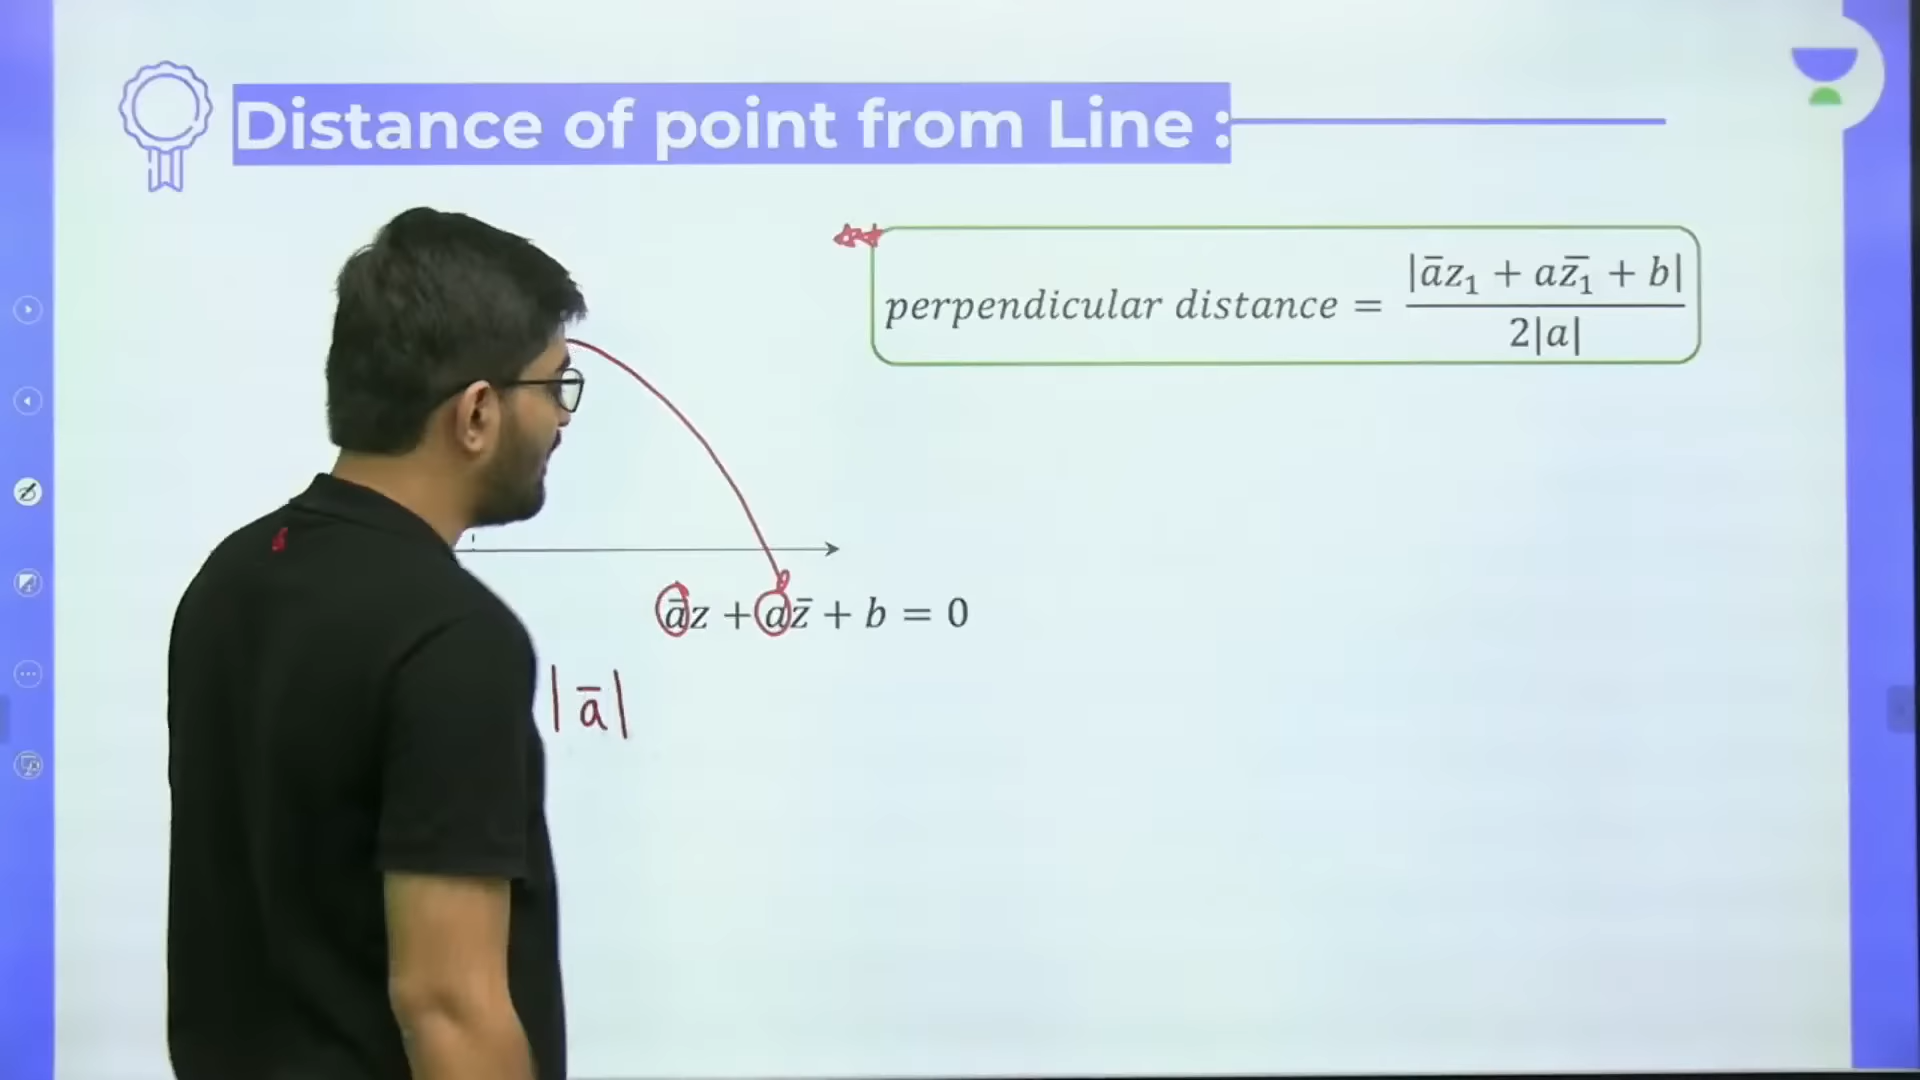 Distance of point from Line :
perpendicular distance = |āz₁ + az̄₁ + b| / 2|a|
āz + az̄ + b = 0
|ā|